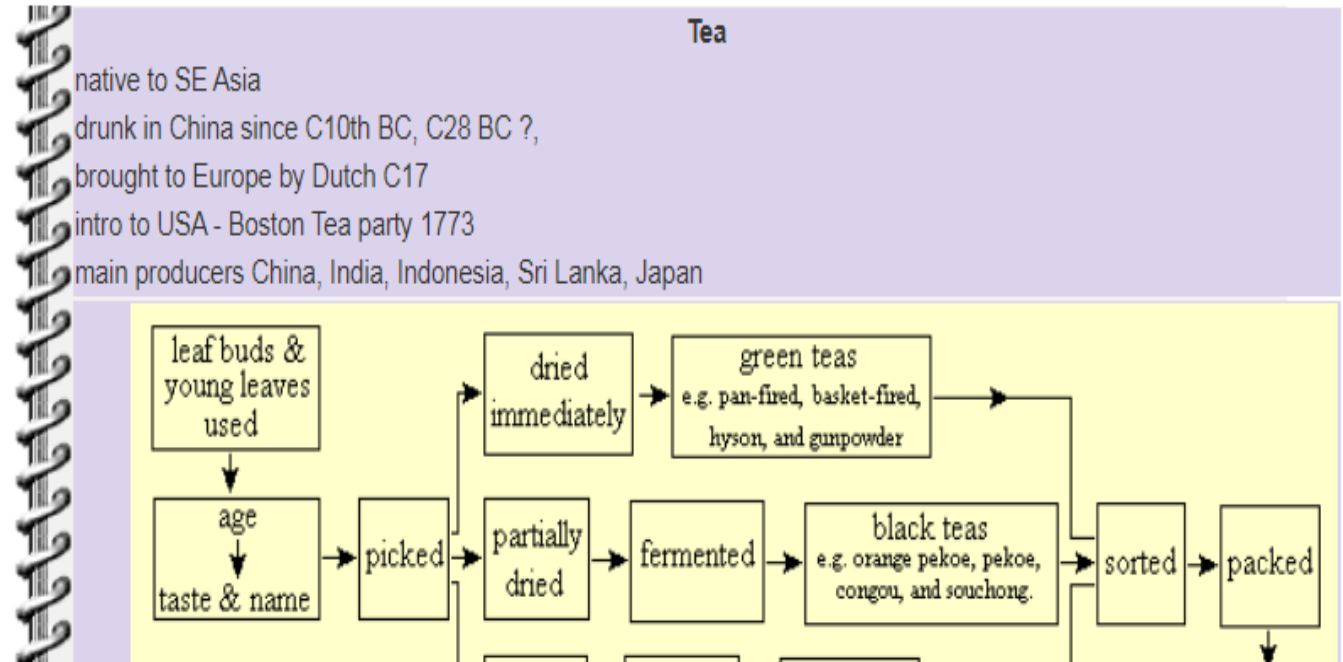 Tea
native to SE Asia
drunk in China since C10th BC, C28 BC ?,
brought to Europe by Dutch C17
intro to USA - Boston Tea party 1773
main producers China, India, Indonesia, Sri Lanka, Japan
leaf buds &
young leaves
used
dried
immediately
green teas
e.g. pan-fired, basket-fired,
hyson, and gunpowder
age
taste & name
picked
partially
dried
fermented
black teas
e.g. orange pekoe, pekoe,
congou, and souchong.
sorted
packed